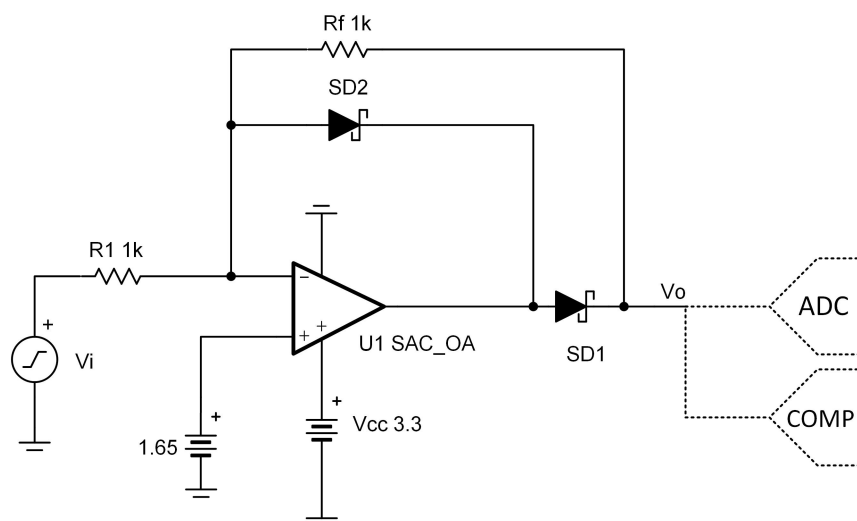 Rf 1k
SD2
R1 1k
Vo
ADC
U1 SAC_OA
SD1
Vi
COMP
1.65
Vcc 3.3